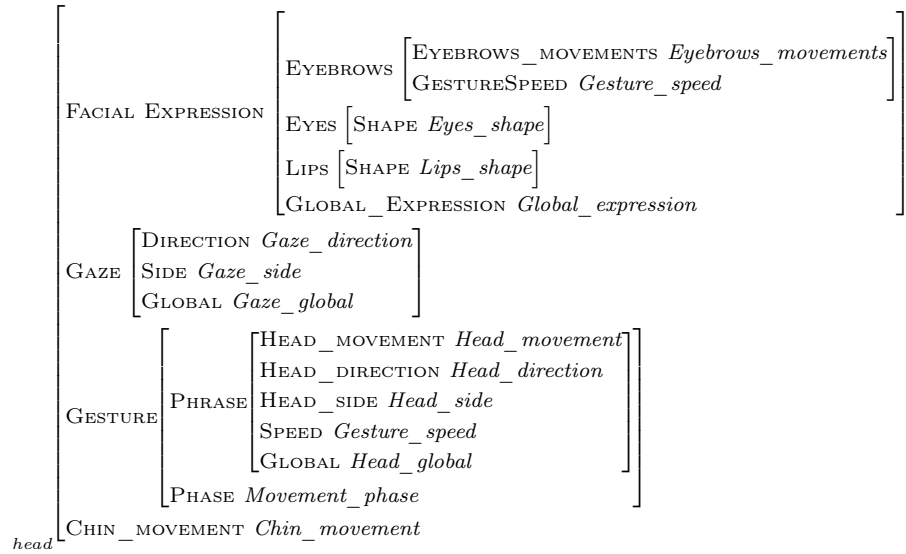 EYEBROWS_MOVEMENTS Eyebrows_movements
EYEBROWS
GESTURESPEED Gesture_speed
FACIAL EXPRESSION
EYES [SHAPE Eyes_shape]
LIPS [SHAPE Lips_shape]
GLOBAL_EXPRESSION Global_expression
DIRECTION Gaze_direction
GAZE SIDE Gaze_side
GLOBAL Gaze_global
HEAD_MOVEMENT Head_movement
HEAD_DIRECTION Head_direction
GESTURE PHRASE HEAD_SIDE Head_side
SPEED Gesture_speed
GLOBAL Head_global
PHASE Movement_phase
CHIN_MOVEMENT Chin_movement
head